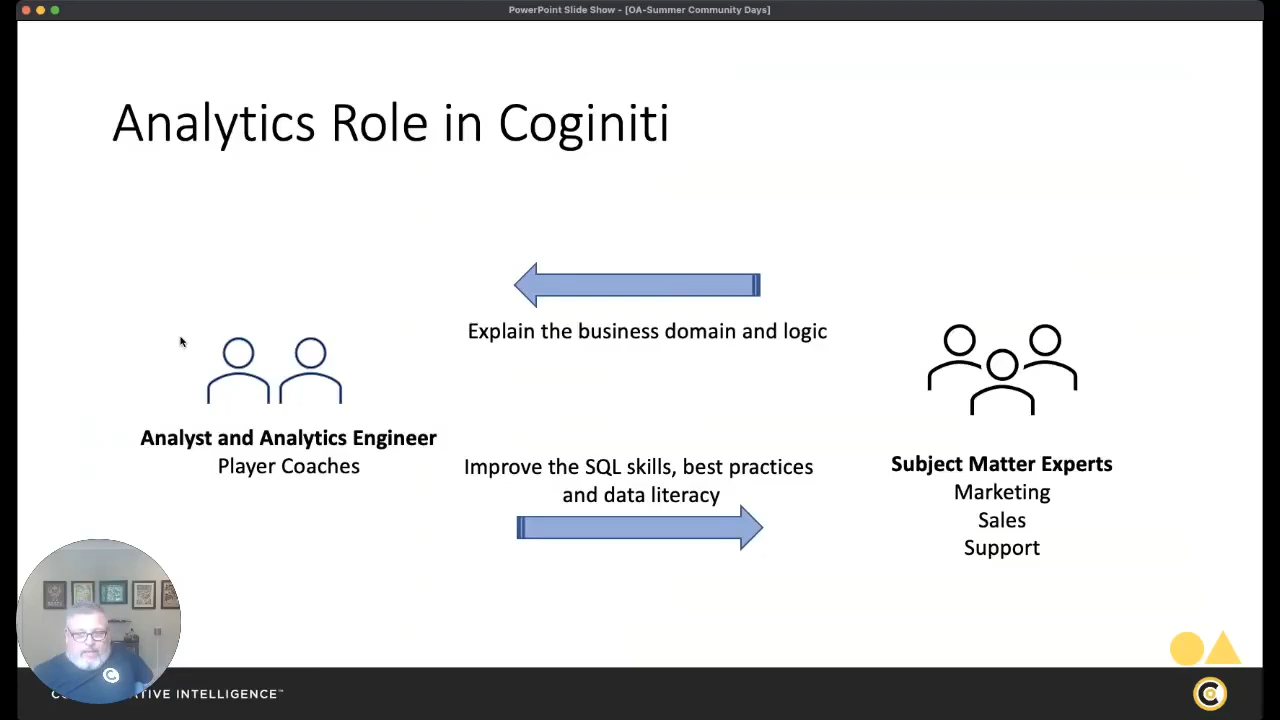 PowerPoint Slide Show - [OA-Summer Community Days]
Analytics Role in Coginiti
Explain the business domain and logic
Analyst and Analytics Engineer
Player Coaches
Improve the SQL skills, best practices
and data literacy
Subject Matter Experts
Marketing
Sales
Support
INTELLIGENCE™